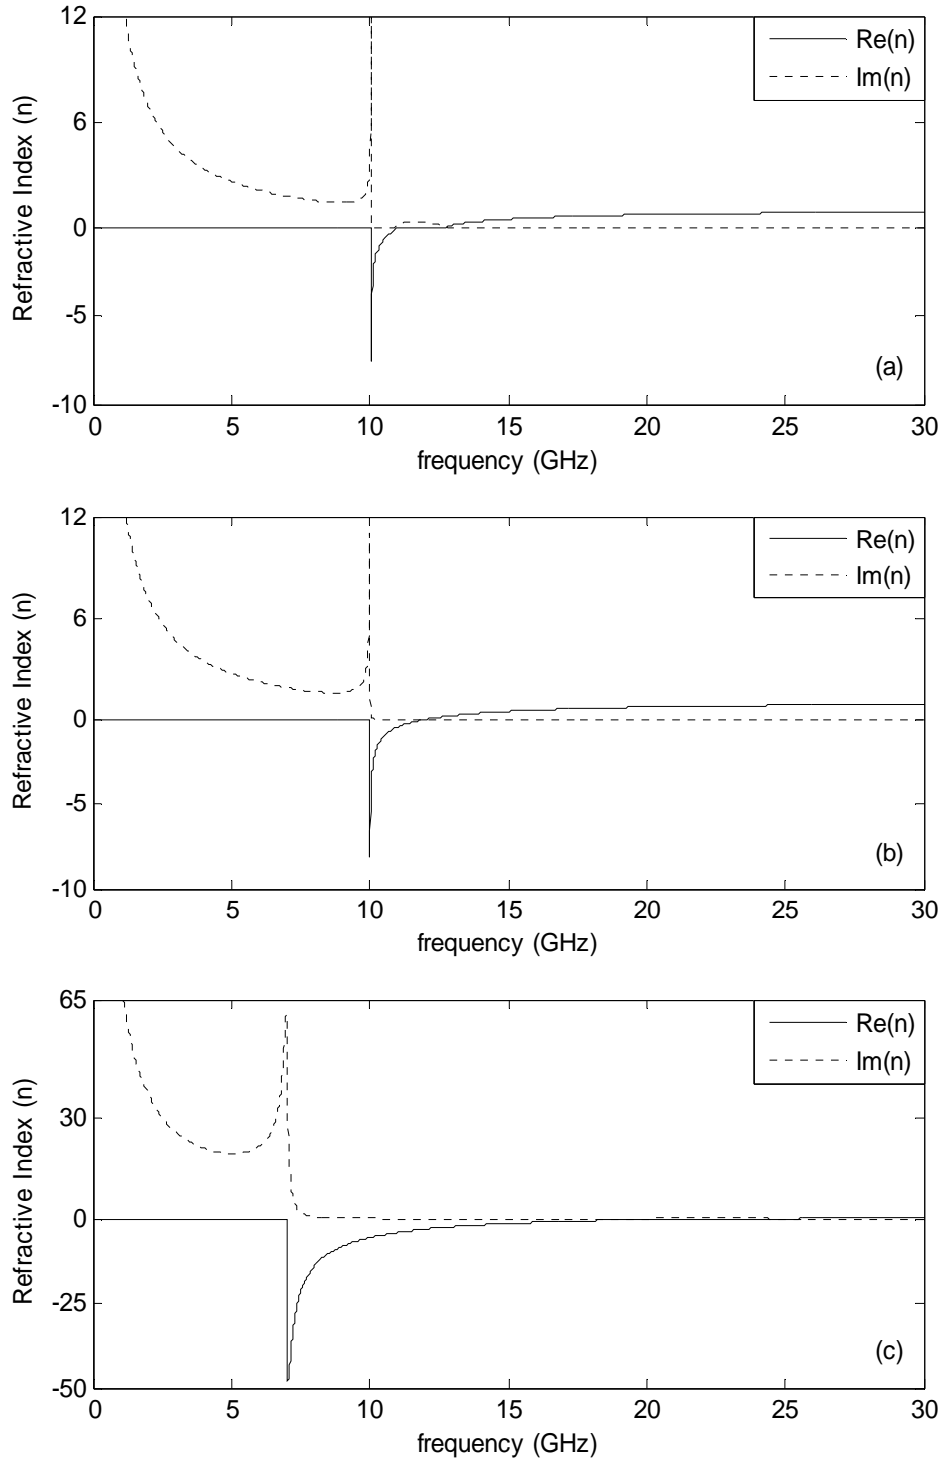 12
6
0
-5
-10
Refractive Index (n)
Re(n)
Im(n)
(a)
0 5 10 15 20 25 30
frequency (GHz)
12
6
0
-5
-10
Refractive Index (n)
Re(n)
Im(n)
(b)
0 5 10 15 20 25 30
frequency (GHz)
65
30
0
-25
-50
Refractive Index (n)
Re(n)
Im(n)
(c)
0 5 10 15 20 25 30
frequency (GHz)